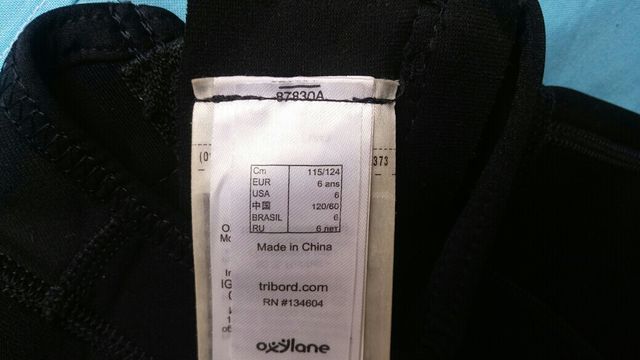 87830A
(0
373
Cm 115/124
EUR 6 ans
USA 6
中国 120/60
BRASIL 6
RU 6 лет
Made in China
tribord.com
RN #134604
oxylane